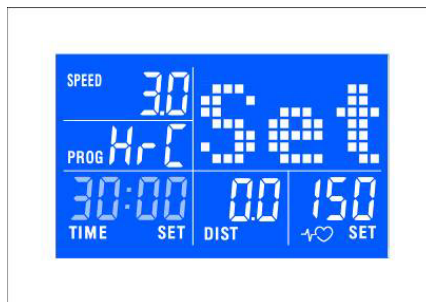 SPEED 3.0
Set
PROG HrC
30:00 0.0 150
TIME SET DIST SET